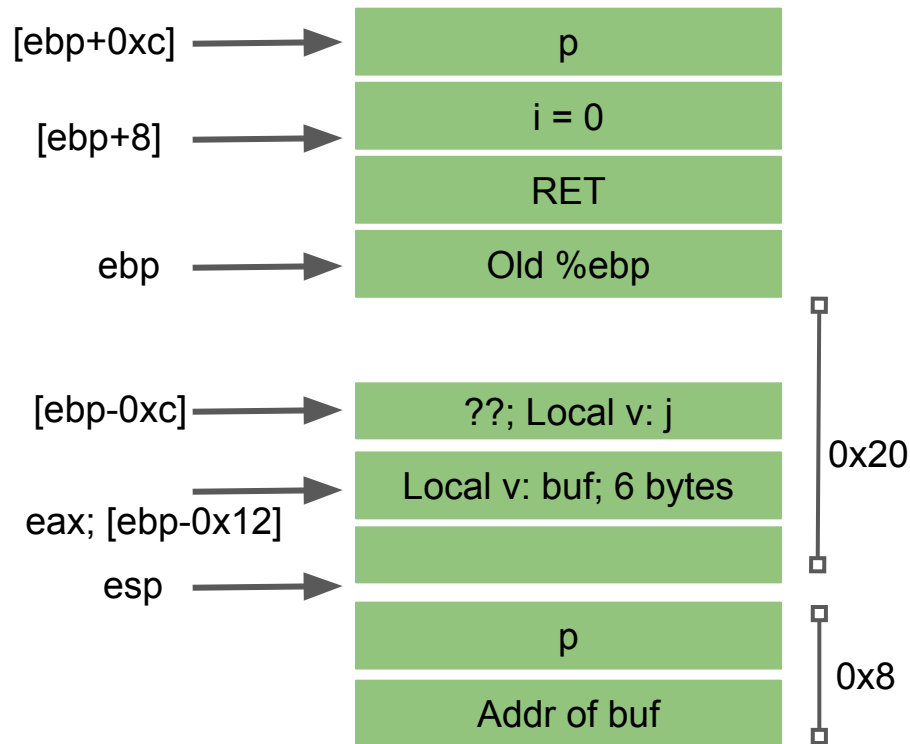 [ebp+0xc]
p
[ebp+8]
i = 0
RET
ebp
Old %ebp
[ebp-0xc]
??; Local v: j
0x20
Local v: buf; 6 bytes
eax; [ebp-0x12]
esp
p
0x8
Addr of buf